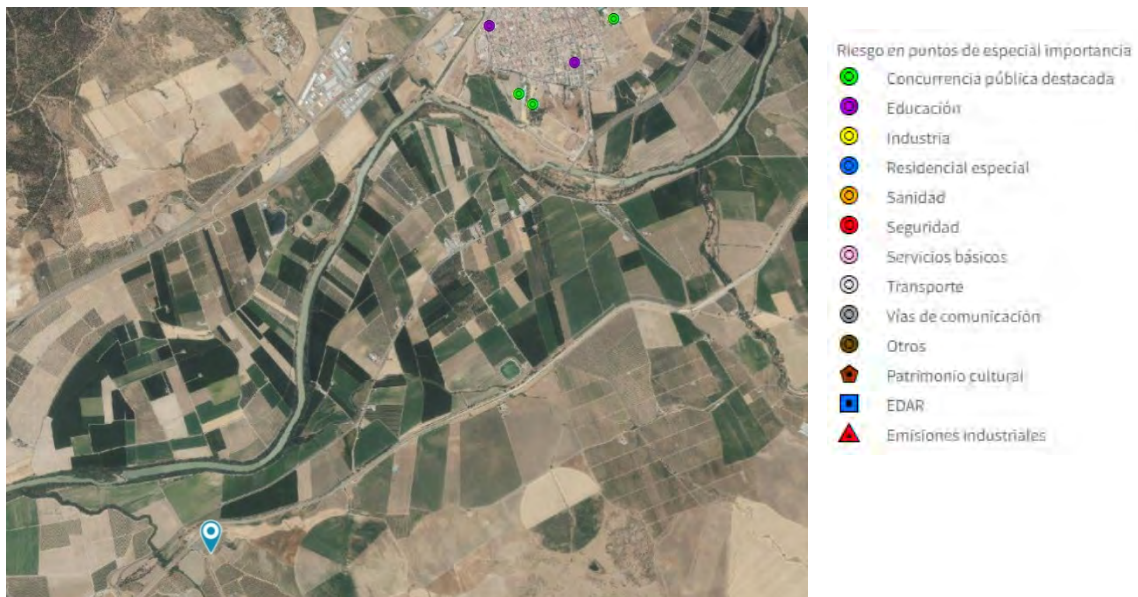 Riesgo en puntos de especial importancia
Concurrencia pública destacada
Educación
Industria
Residencial especial
Sanidad
Seguridad
Servicios básicos
Transporte
Vías de comunicación
Otros
Patrimonio cultural
EDAR
Emisiones industriales